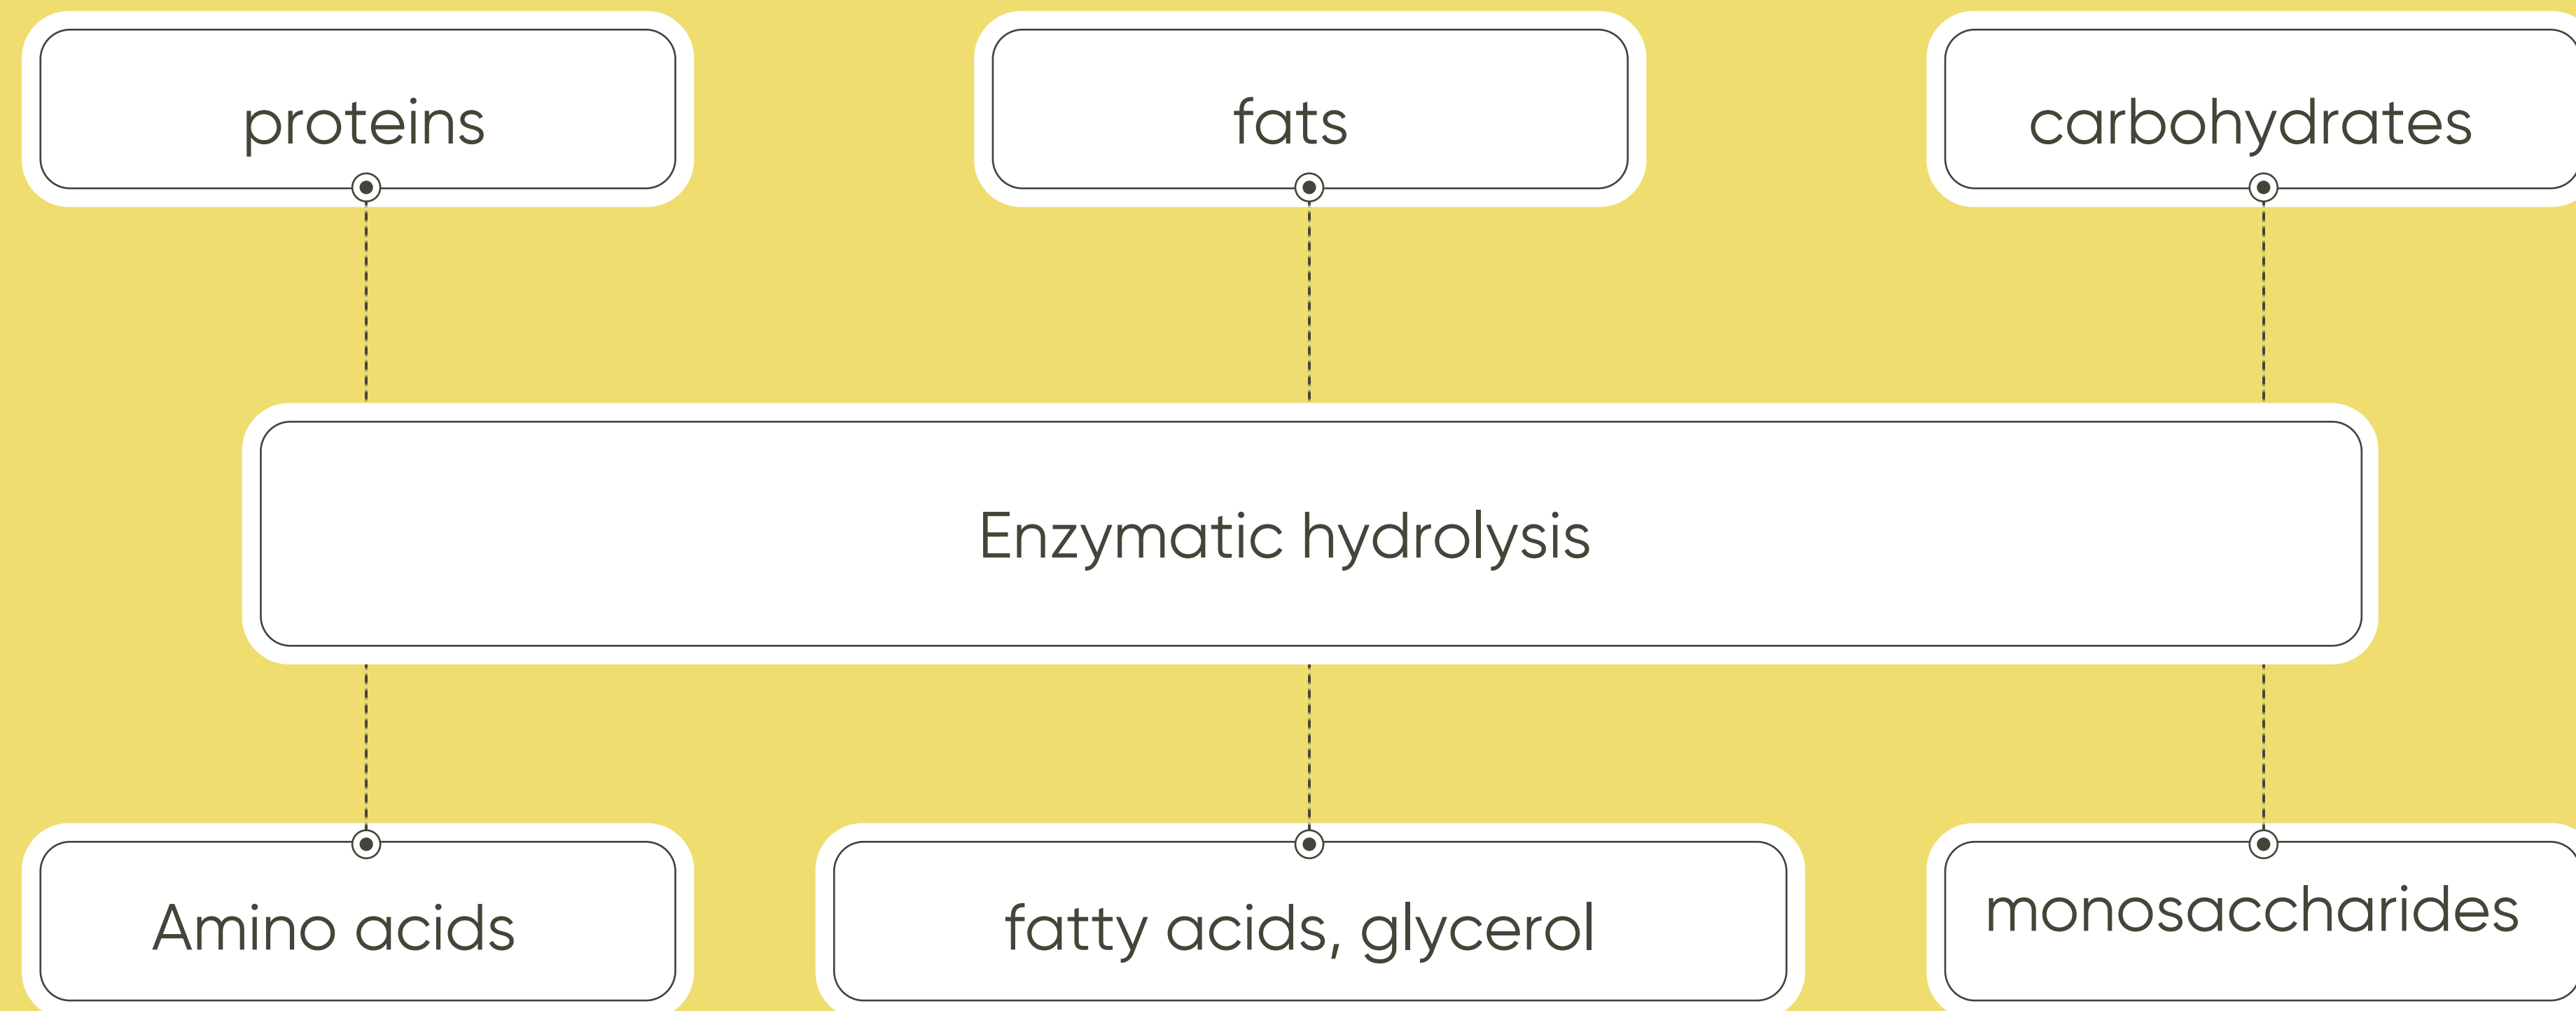 proteins
fats
carbohydrates
Enzymatic hydrolysis
Amino acids
fatty acids, glycerol
monosaccharides